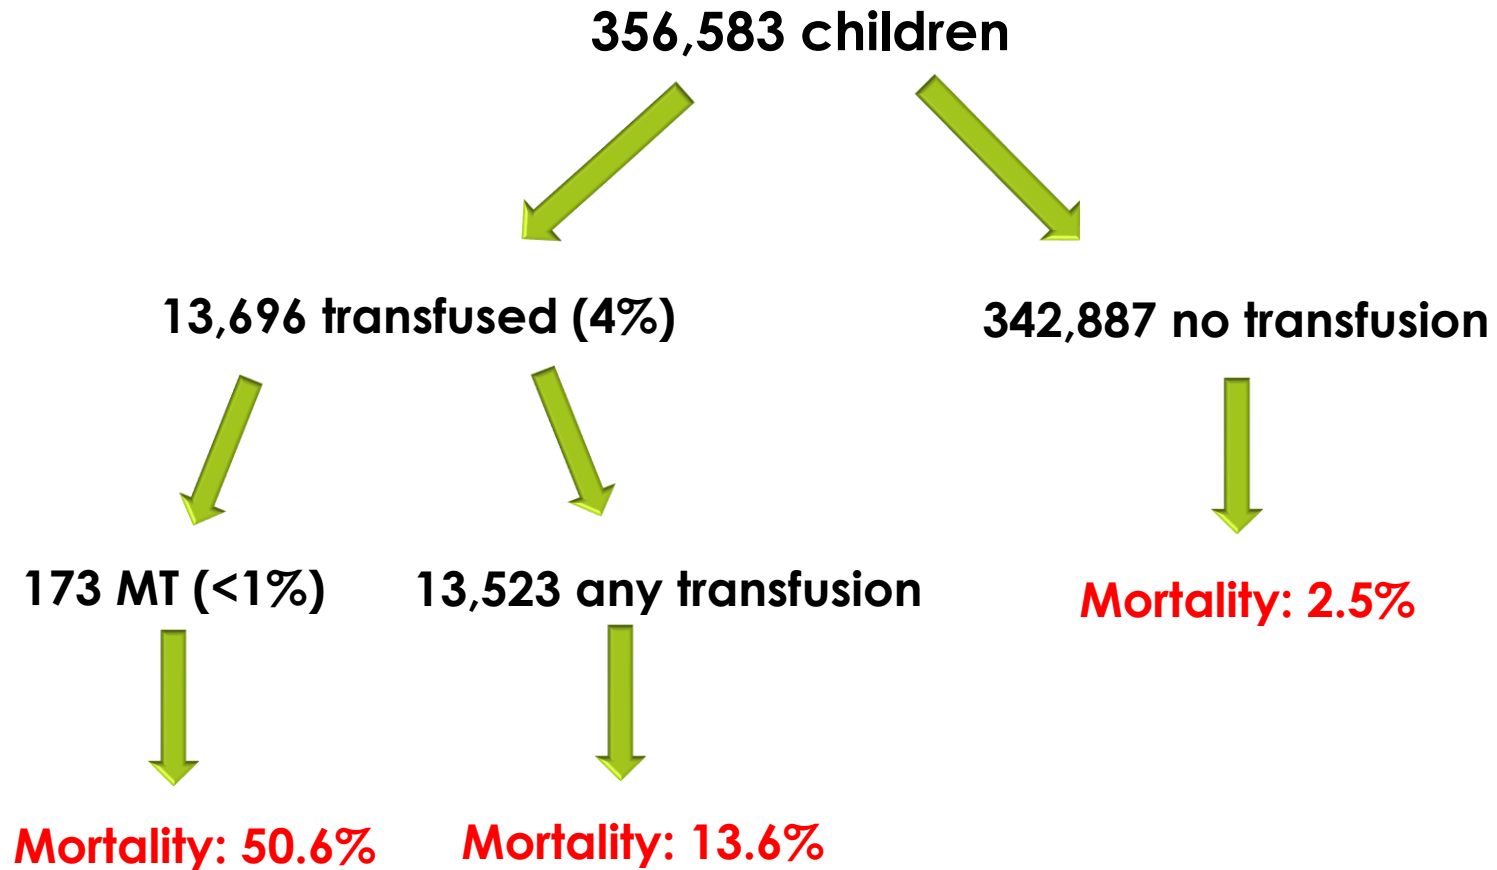 356,583 children
13,696 transfused (4%)
342,887 no transfusion
173 MT (<1%)
13,523 any transfusion
Mortality: 2.5%
Mortality: 50.6%
Mortality: 13.6%